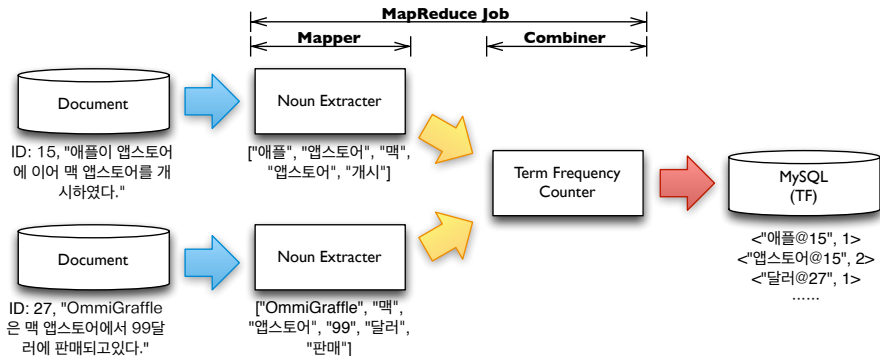 MapReduce Job
Mapper
Combiner
Document
Noun Extracter
ID: 15, "애플이 앱스토어
에 이어 맥 앱스토어를 개
시하였다."
["애플", "앱스토어", "맥",
"앱스토어", "개시"]
Term Frequency
Counter
MySQL
(TF)
<"애플@15", 1>
<"앱스토어@15", 2>
<"달러@27", 1>
......
Document
Noun Extracter
ID: 27, "OmmiGraffle
은 맥 앱스토어에서 99달
러에 판매되고있다."
["OmmiGraffle", "맥",
"앱스토어", "99", "달러",
"판매"]